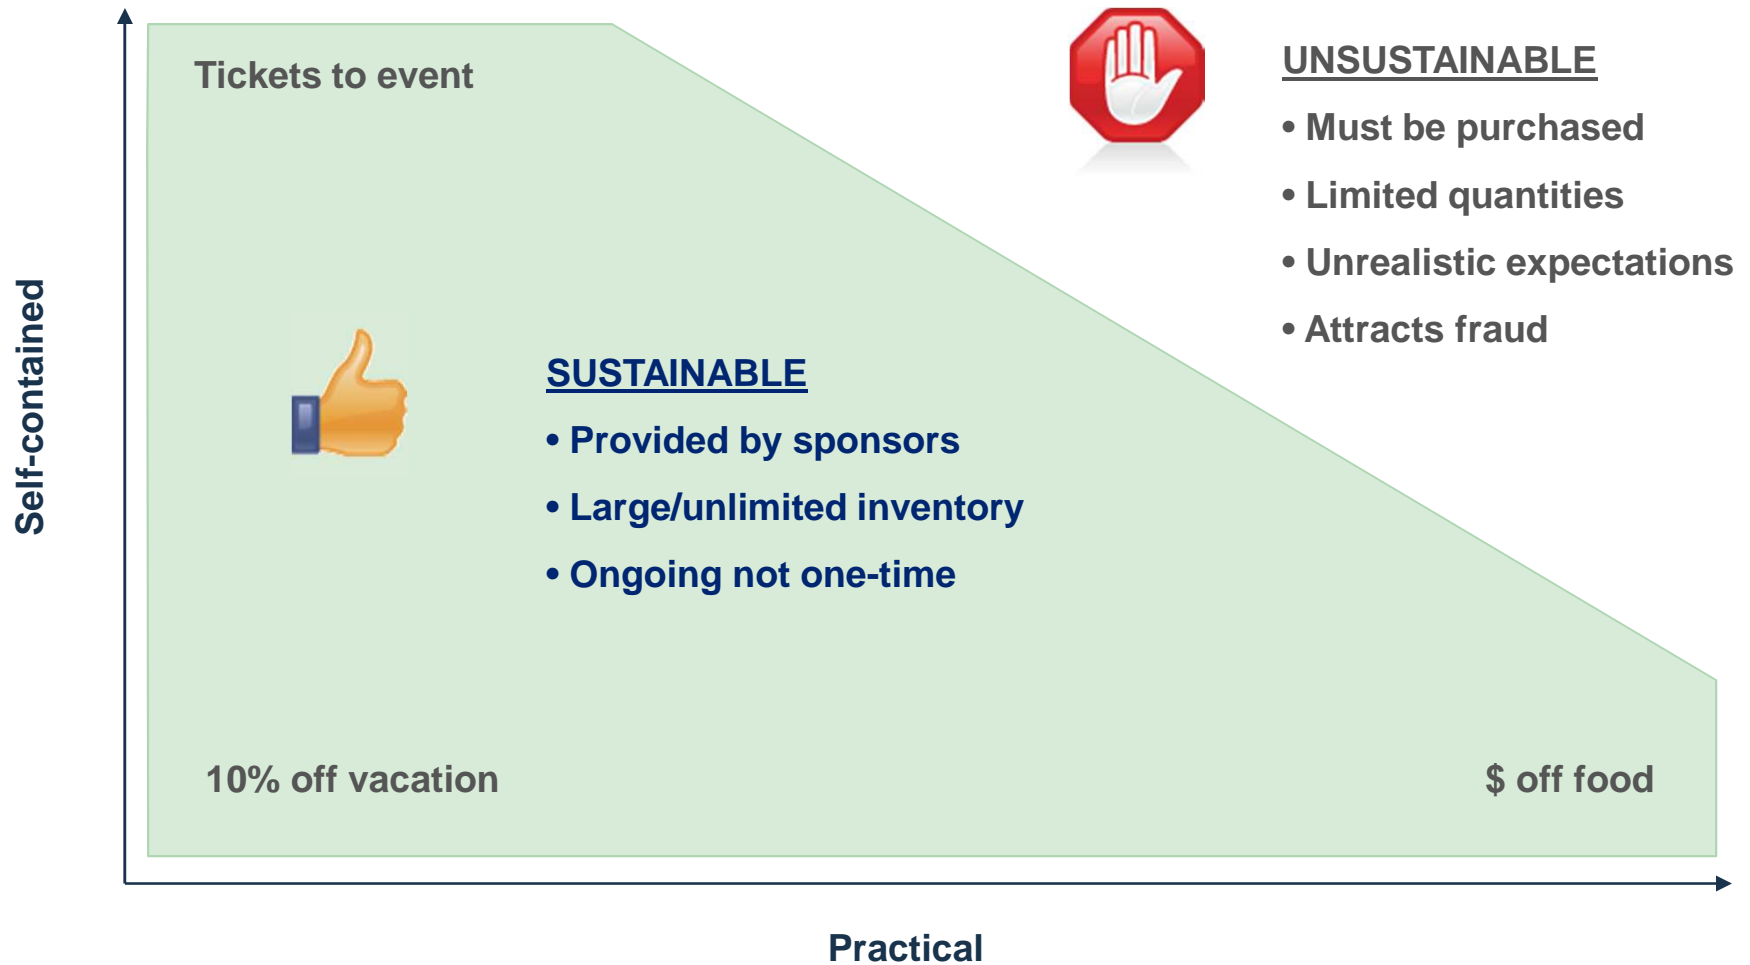 Tickets to event
UNSUSTAINABLE
• Must be purchased
• Limited quantities
• Unrealistic expectations
• Attracts fraud
Self-contained
SUSTAINABLE
• Provided by sponsors
• Large/unlimited inventory
• Ongoing not one-time
10% off vacation
$ off food
Practical